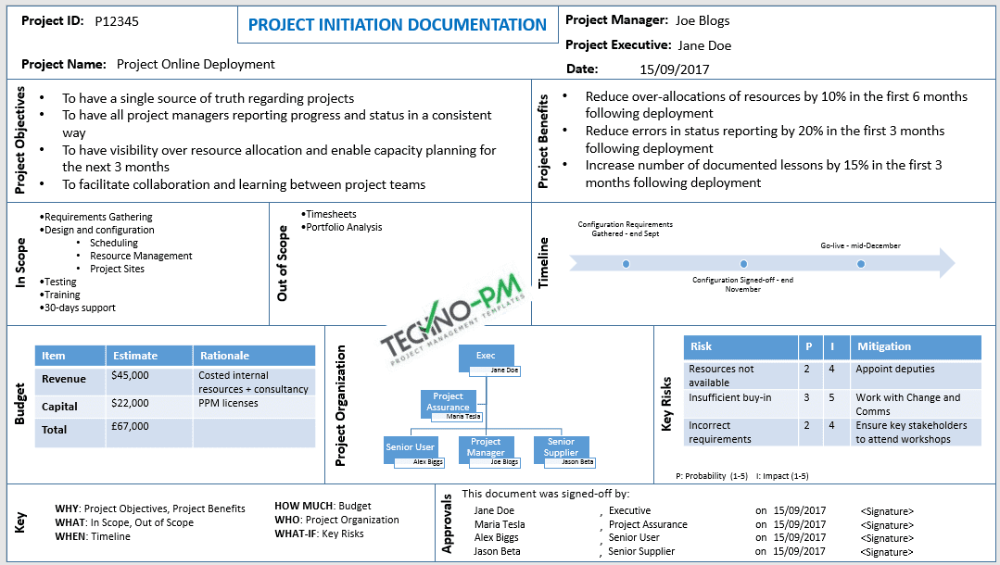 Project ID: P12345
PROJECT INITIATION DOCUMENTATION
Project Manager: Joe Blogs
Project Executive: Jane Doe
Project Name: Project Online Deployment
Date: 15/09/2017
Project Objectives
• To have a single source of truth regarding projects
• To have all project managers reporting progress and status in a consistent
way
• To have visibility over resource allocation and enable capacity planning for
the next 3 months
• To facilitate collaboration and learning between project teams
Project Benefits
• Reduce over-allocations of resources by 10% in the first 6 months
following deployment
• Reduce errors in status reporting by 20% in the first 3 months
following deployment
• Increase number of documented lessons by 15% in the first 3
months following deployment
In Scope
•Requirements Gathering
•Design and configuration
• Scheduling
• Resource Management
• Project Sites
•Testing
•Training
•30-days support
Out of Scope
•Timesheets
•Portfolio Analysis
Timeline
Configuration Requirements
Gathered - end Sept
Go-live - mid-December
Configuration Signed-off - end
November
TECHNO-PM
PROJECT MANAGEMENT TEMPLATES
Budget
Item Estimate Rationale
Revenue $45,000 Costed internal
resources + consultancy
Capital $22,000 PPM licenses
Total £67,000
Project Organization
Exec
Jane Doe
Project
Assurance
Maria Tesla
Senior User
Alex Biggs
Project
Manager
Joe Blogs
Senior
Supplier
Jason Beta
Key Risks
Risk P I Mitigation
Resources not
available 2 4 Appoint deputies
Insufficient buy-in 3 5 Work with Change and
Comms
Incorrect
requirements 2 4 Ensure key stakeholders
to attend workshops
P: Probability (1-5) I: Impact (1-5)
Key
WHY: Project Objectives, Project Benefits
WHAT: In Scope, Out of Scope
WHEN: Timeline
HOW MUCH: Budget
WHO: Project Organization
WHAT-IF: Key Risks
Approvals
This document was signed-off by:
Jane Doe , Executive on 15/09/2017 <Signature>
Maria Tesla , Project Assurance on 15/09/2017 <Signature>
Alex Biggs , Senior User on 15/09/2017 <Signature>
Jason Beta , Senior Supplier on 15/09/2017 <Signature>